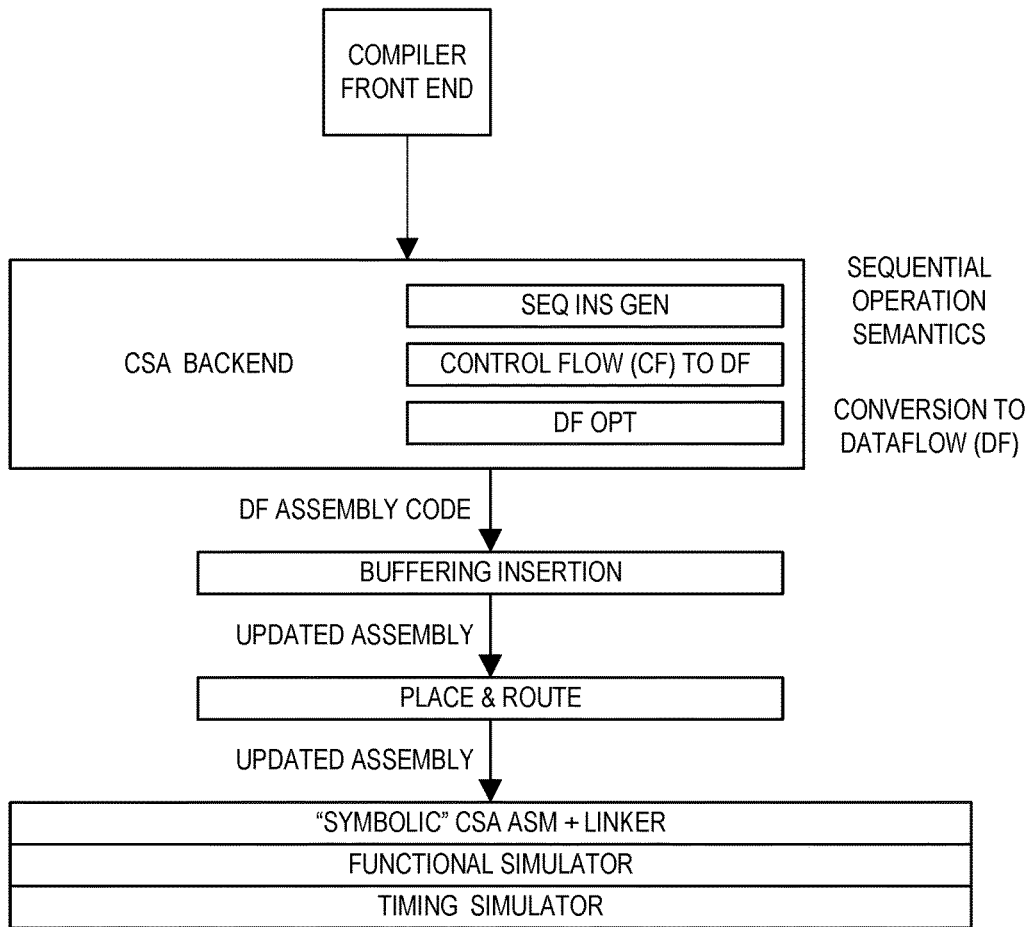 COMPILER
FRONT END
SEQ INS GEN
SEQUENTIAL
OPERATION
SEMANTICS
CSA BACKEND
CONTROL FLOW (CF) TO DF
DF OPT
CONVERSION TO
DATAFLOW (DF)
DF ASSEMBLY CODE
BUFFERING INSERTION
UPDATED ASSEMBLY
PLACE & ROUTE
UPDATED ASSEMBLY
“SYMBOLIC” CSA ASM + LINKER
FUNCTIONAL SIMULATOR
TIMING SIMULATOR